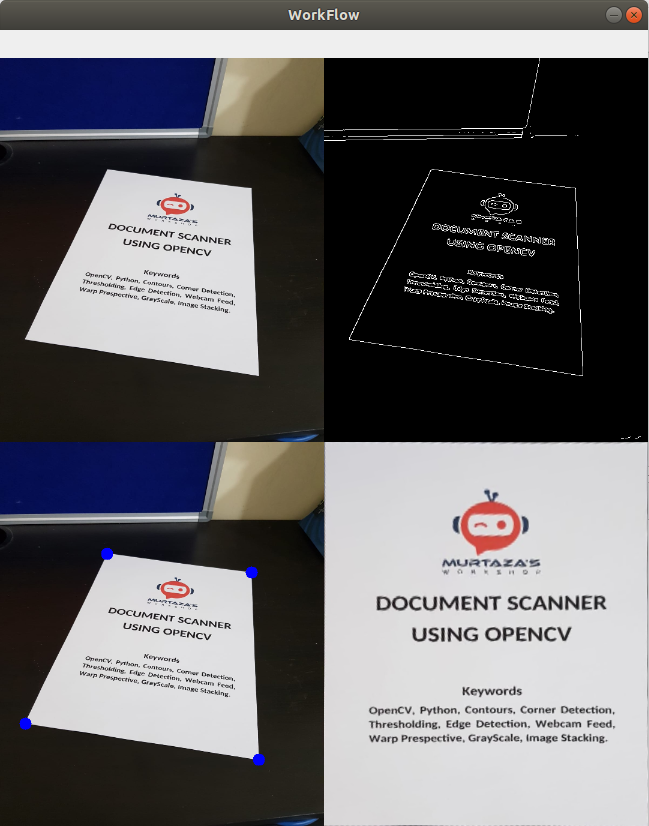 WorkFlow
MURTAZA'S
WORKSHOP
DOCUMENT SCANNER
USING OPENCV
Keywords
OpenCV, Python, Contours, Corner Detection,
Thresholding, Edge Detection, Webcam Feed,
Warp Prespective, GrayScale, Image Stacking.
DOCUMENT SCANNER
USING OPENCV
Keywords
OpenCV, Python, Contours, Corner Detection,
Thresholding, Edge Detection, Webcam Feed,
Warp Prespective, GrayScale, Image Stacking.
MURTAZA'S
WORKSHOP
DOCUMENT SCANNER
USING OPENCV
Keywords
OpenCV, Python, Contours, Corner Detection,
Thresholding, Edge Detection, Webcam Feed,
Warp Prespective, GrayScale, Image Stacking.
MURTAZA'S
WORKSHOP
DOCUMENT SCANNER
USING OPENCV
Keywords
OpenCV, Python, Contours, Corner Detection,
Thresholding, Edge Detection, Webcam Feed,
Warp Prespective, GrayScale, Image Stacking.